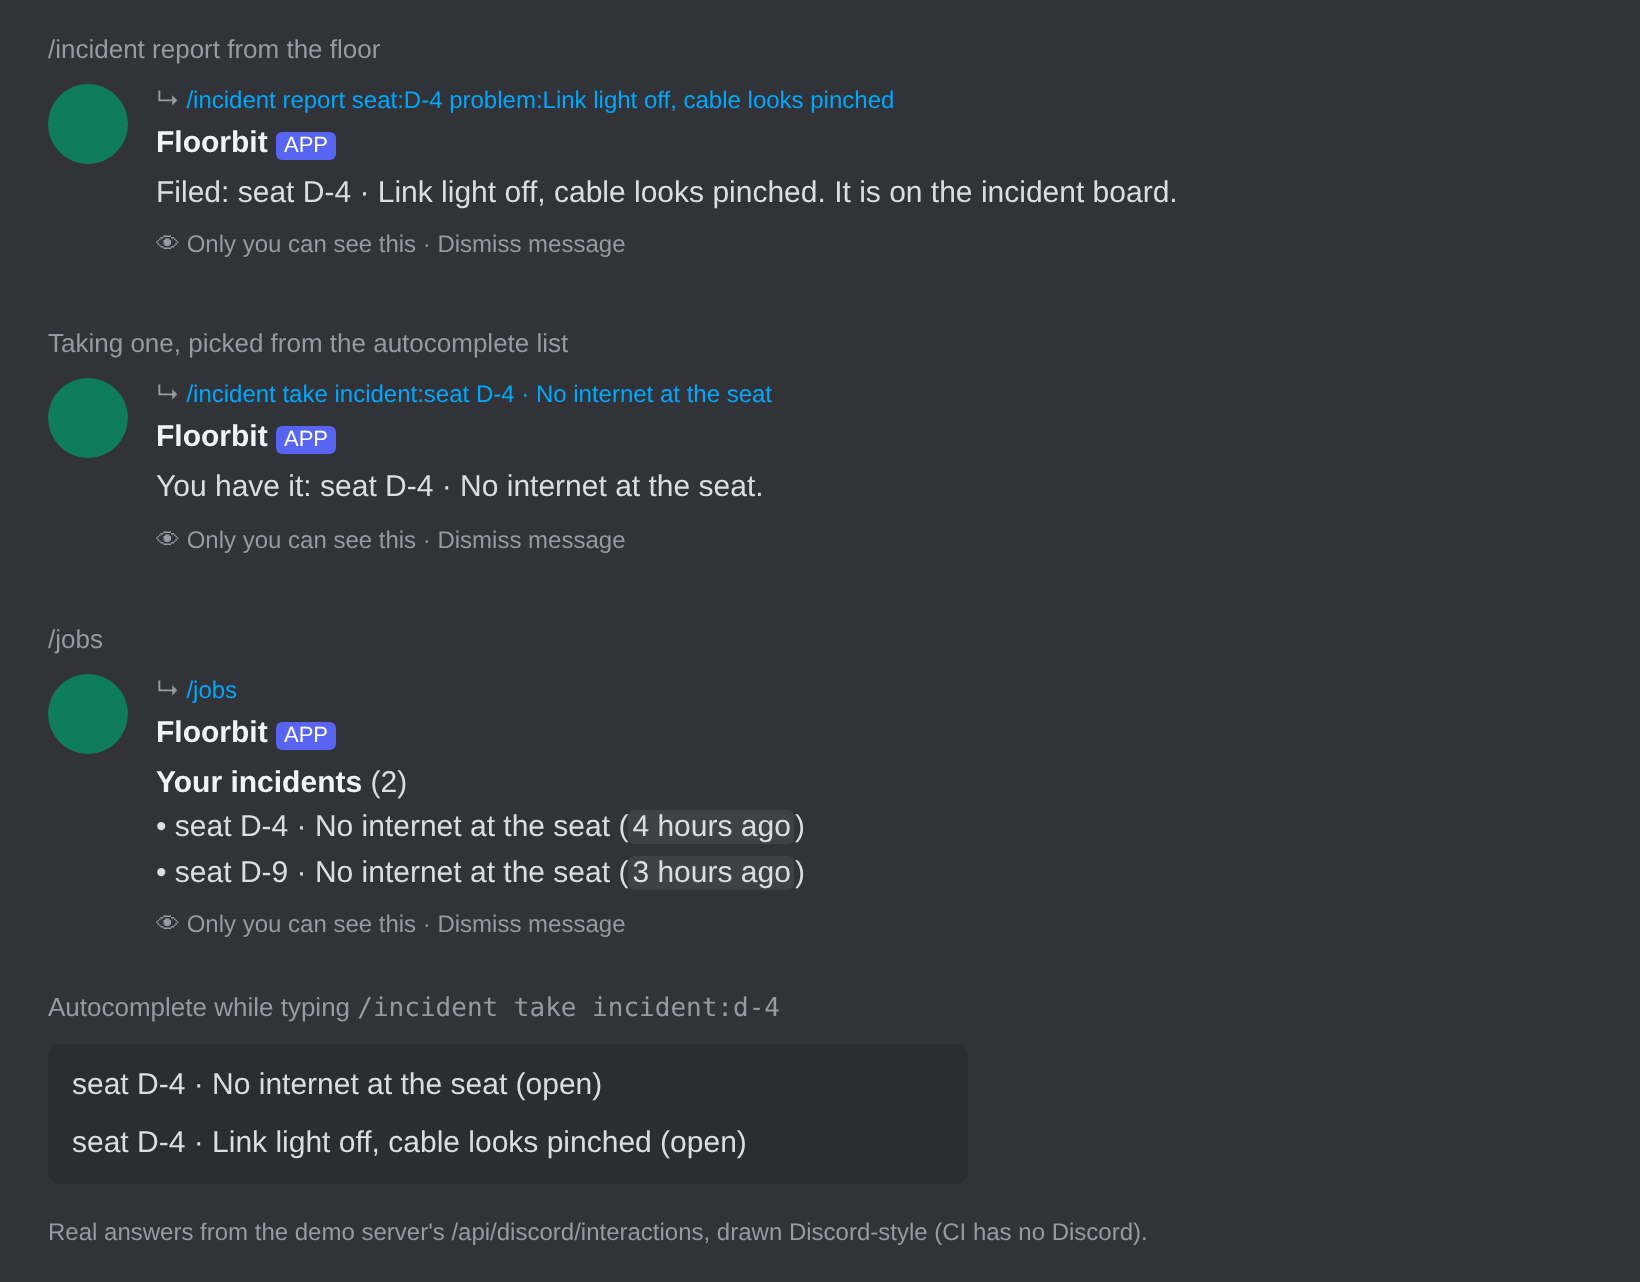 /incident report from the floor
/incident report seat:D-4 problem:Link light off, cable looks pinched
Floorbit APP
Filed: seat D-4 · Link light off, cable looks pinched. It is on the incident board.
Only you can see this · Dismiss message
Taking one, picked from the autocomplete list
/incident take incident:seat D-4 · No internet at the seat
Floorbit APP
You have it: seat D-4 · No internet at the seat.
Only you can see this · Dismiss message
/jobs
/jobs
Floorbit APP
Your incidents (2)
• seat D-4 · No internet at the seat (4 hours ago)
• seat D-9 · No internet at the seat (3 hours ago)
Only you can see this · Dismiss message
Autocomplete while typing /incident take incident:d-4
seat D-4 · No internet at the seat (open)
seat D-4 · Link light off, cable looks pinched (open)
Real answers from the demo server's /api/discord/interactions, drawn Discord-style (CI has no Discord).